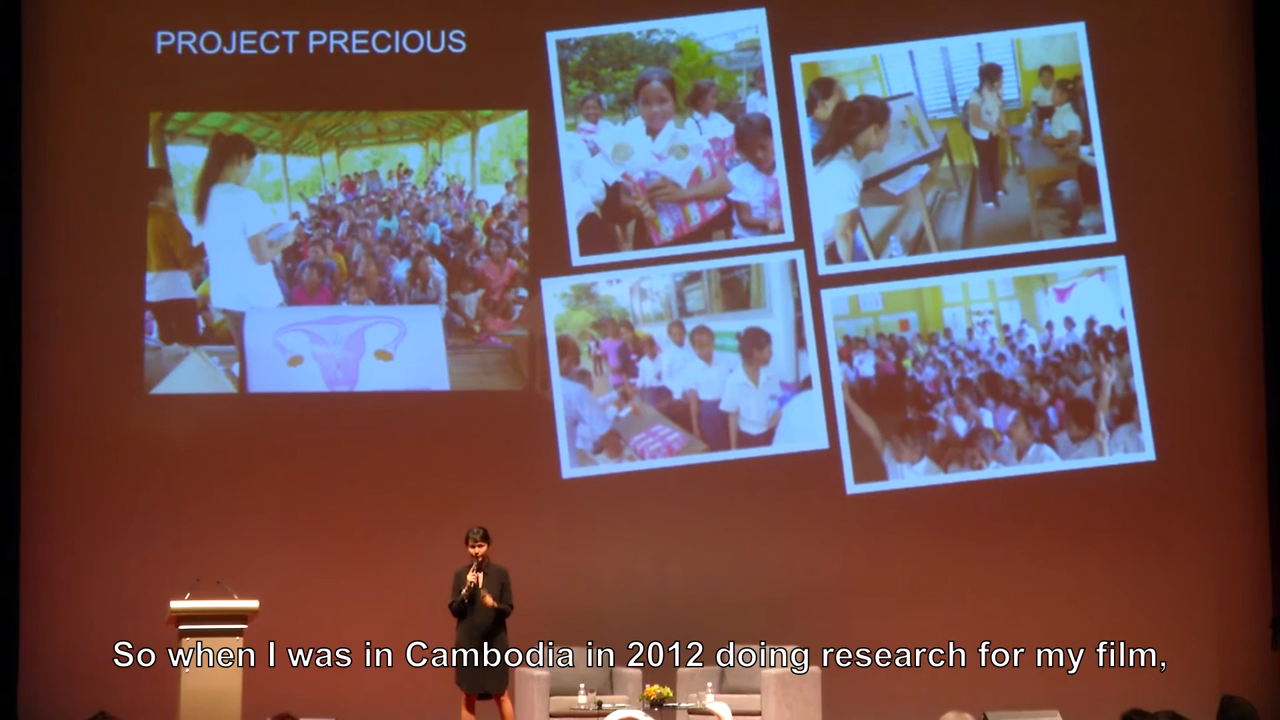 PROJECT PRECIOUS
So when I was in Cambodia in 2012 doing research for my film,